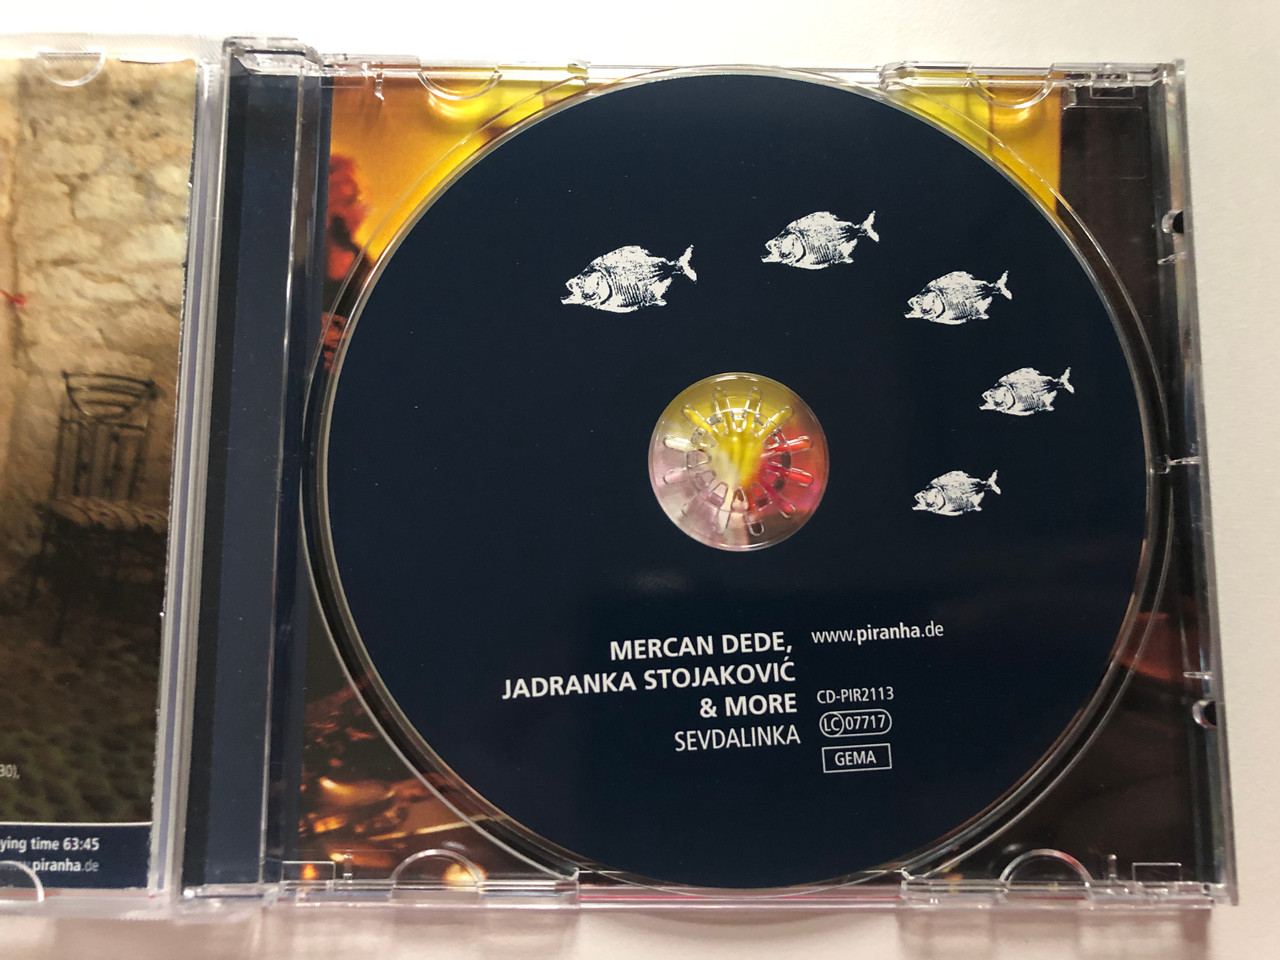 MERCAN DEDE,
JADRANKA STOJAKOVIĆ
& MORE
SEVDALINKA
www.piranha.de
CD-PIR2113
LC 07717
GEMA
30),
ying time 63:45
www.piranha.de